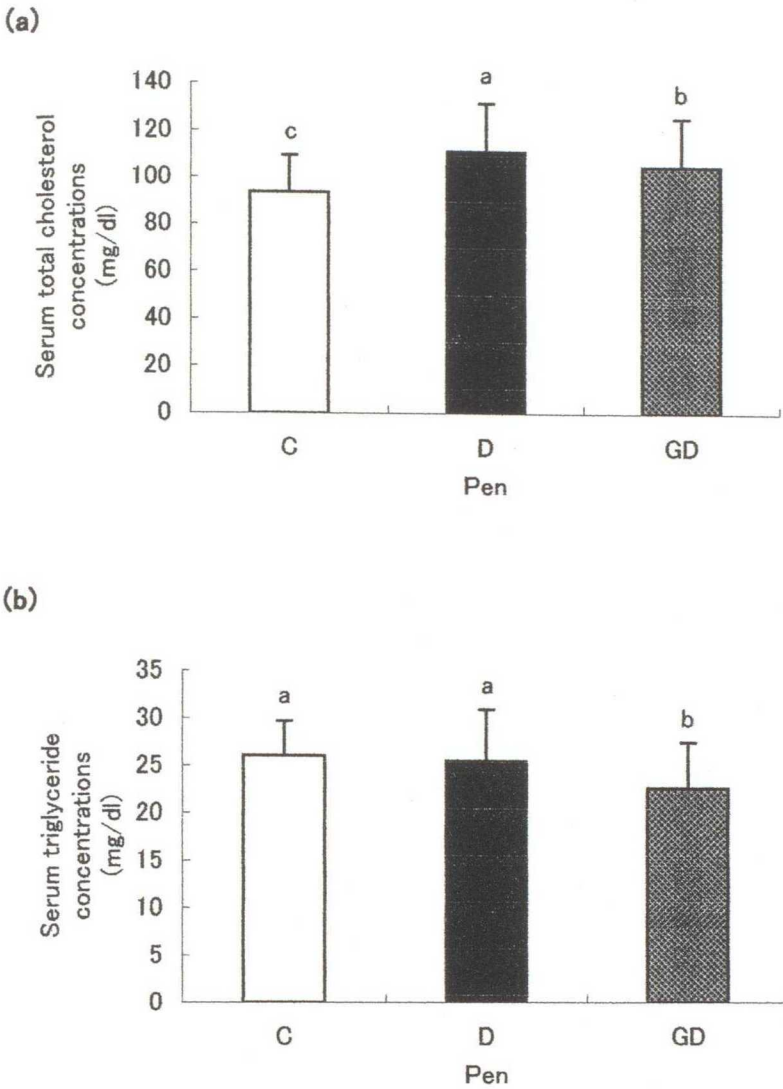 (a)
Serum total cholesterol
concentrations
(mg/dl)
140
120
100
80
60
40
20
0
c
a
b
C
D
GD
Pen
(b)
Serum triglyceride
concentrations
(mg/dl)
35
30
25
20
15
10
5
0
a
a
b
C
D
GD
Pen